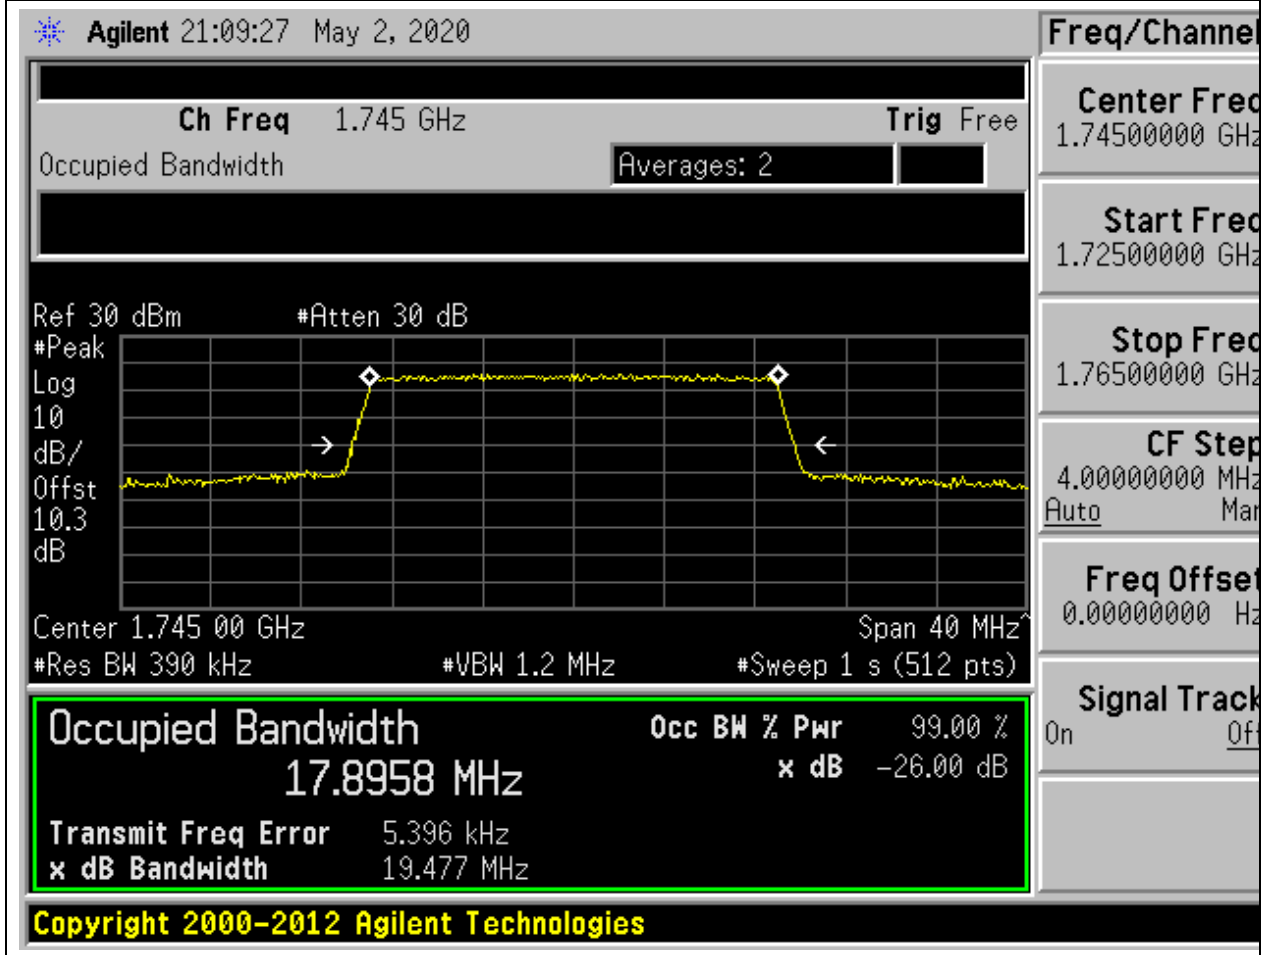 Agilent 21:09:27 May 2, 2020
Freq/Channel
Ch Freq 1.745 GHz Trig Free
Occupied Bandwidth Averages: 2
Center Freq
1.74500000 GHz
Start Freq
1.72500000 GHz
Stop Freq
1.76500000 GHz
CF Step
4.00000000 MHz
Auto Man
Freq Offset
0.00000000 Hz
Signal Track
On Off
Ref 30 dBm #Atten 30 dB
#Peak
Log
10
dB/
Offst
10.3
dB
Center 1.745 00 GHz Span 40 MHz^
#Res BW 390 kHz #VBW 1.2 MHz #Sweep 1 s (512 pts)
Occupied Bandwidth
17.8958 MHz
Occ BW % Pwr 99.00 %
x dB -26.00 dB
Transmit Freq Error 5.396 kHz
x dB Bandwidth 19.477 MHz
Copyright 2000-2012 Agilent Technologies